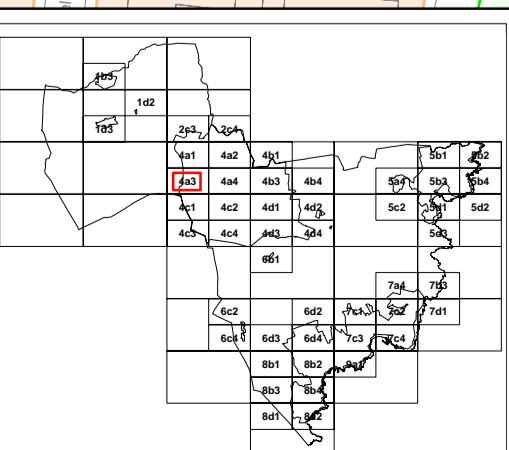 1b3
1d2
1d3 2c3 2c4
4a1 4a2 4b1 5b1 5b2
4a3 4a4 4b3 4b4 5a4 5b3 5b4
4c1 4c2 4d1 4d2 5c2 5d1 5d2
4c3 4c4 4d3 4d4 5d3
6b1
7a4 7b3
6c2 6d2 7c1 7c2 7d1
6c4 6d3 6d4 7c3 7c4
8b1 8b2 9a1
8b3 8b4
8d1 8d2